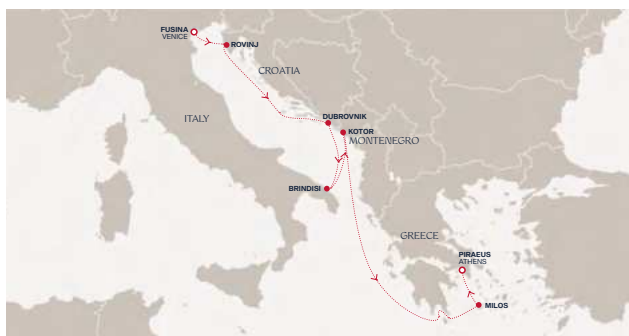 FUSINA
VENICE
ROVINJ
CROATIA
ITALY
DUBROVNIK
KOTOR
MONTENEGRO
BRINDISI
GREECE
PIRAEUS
ATHENS
MILOS